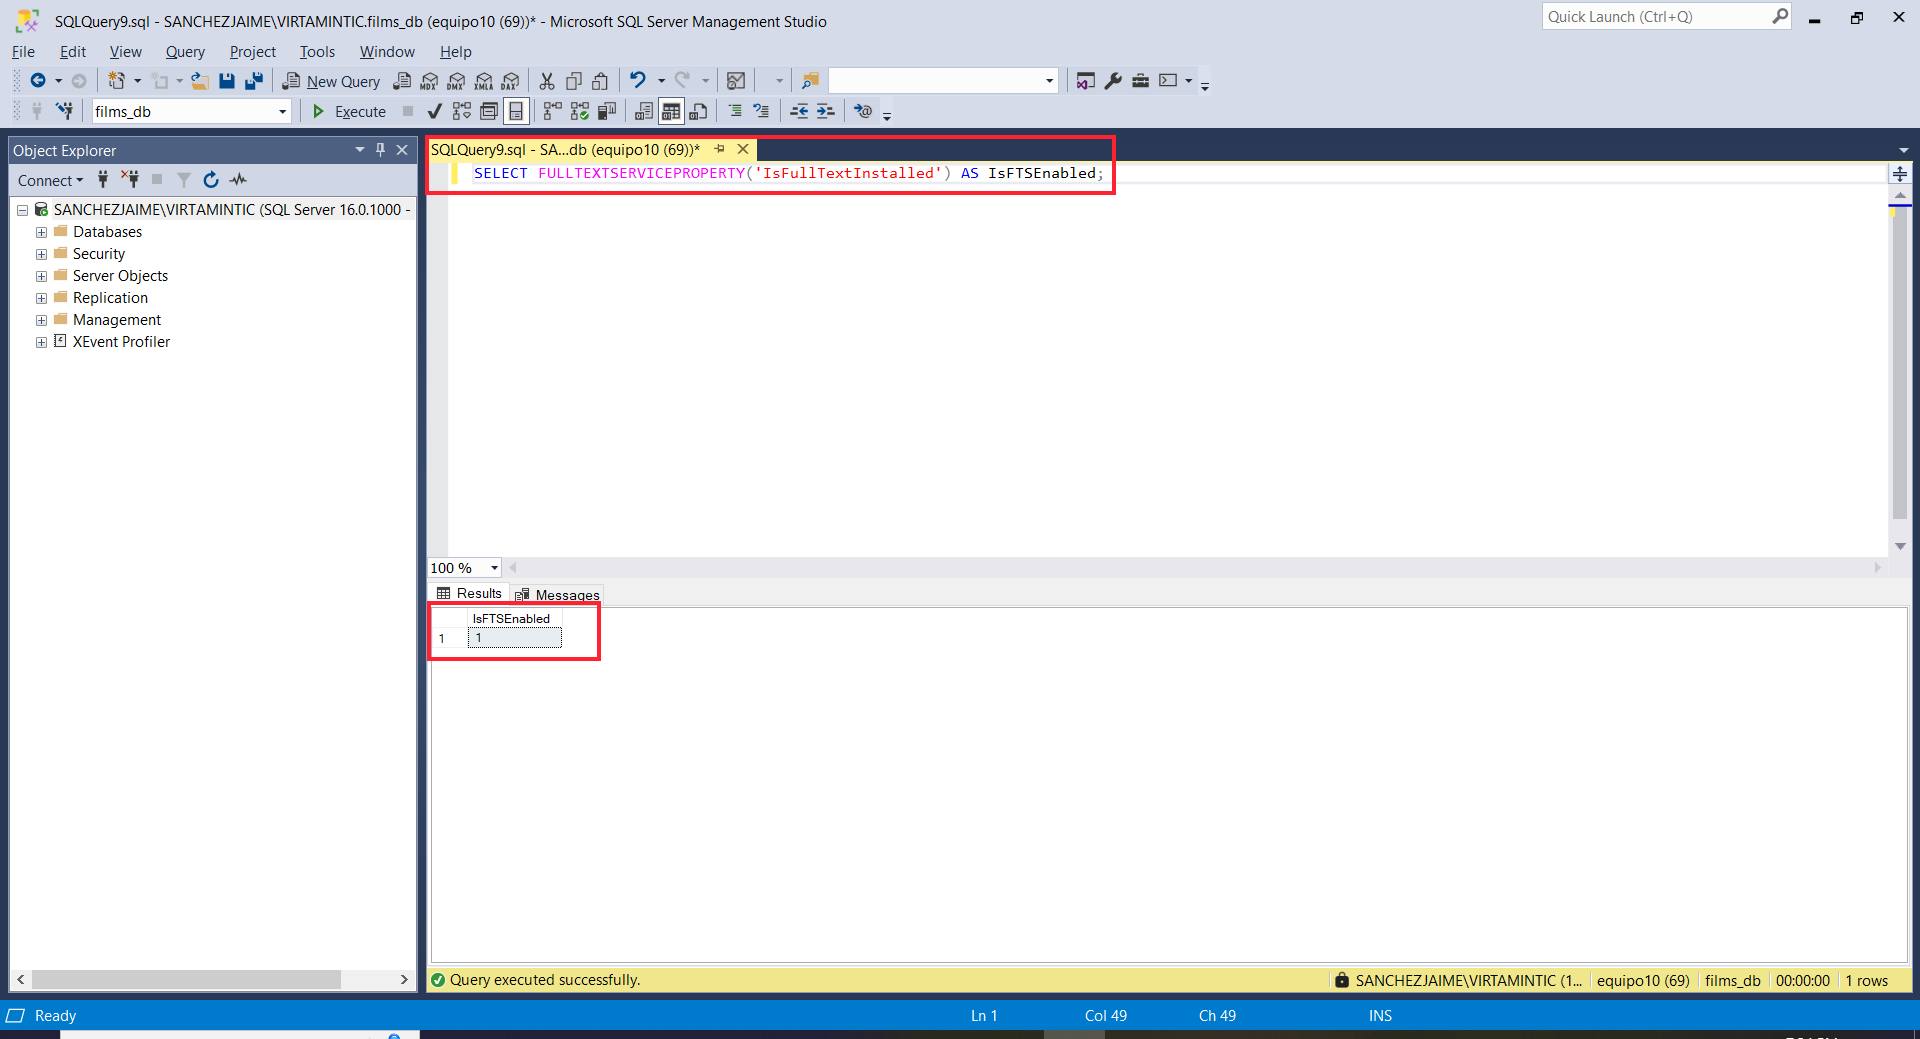 SQLQuery9.sql - SANCHEZJAIME\VIRTAMINTIC.films_db (equipo10 (69))* - Microsoft SQL Server Management Studio
Quick Launch (Ctrl+Q)
File Edit View Query Project Tools Window Help
New Query MDX DMX XMLA DAX
films_db Execute
Object Explorer
Connect
SANCHEZJAIME\VIRTAMINTIC (SQL Server 16.0.1000 -
Databases
Security
Server Objects
Replication
Management
XEvent Profiler
SQLQuery9.sql - SA...db (equipo10 (69))*
SELECT FULLTEXTSERVICEPROPERTY('IsFullTextInstalled') AS IsFTSEnabled;
100 %
Results Messages
IsFTSEnabled
1 1
Query executed successfully.
SANCHEZJAIME\VIRTAMINTIC (1... equipo10 (69) films_db 00:00:00 1 rows
Ready Ln 1 Col 49 Ch 49 INS